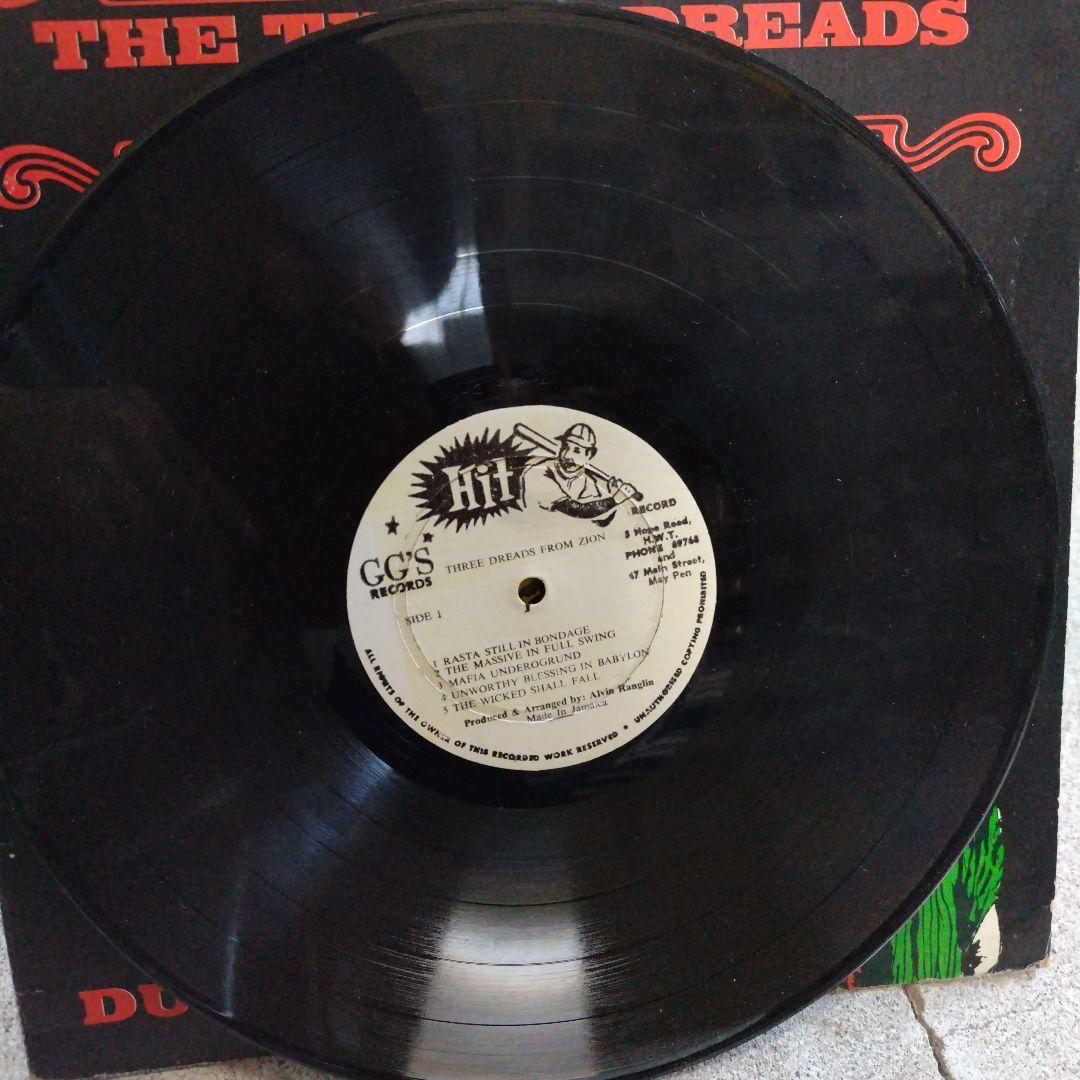 THE READS
Hit
RECORD
5 Hope Road,
H.W.T.
PHONE 69768
and
67 Main Street,
May Pen
GG'S
RECORDS
THREE DREADS FROM ZION
SIDE 1
1 RASTA STILL IN BONDAGE
2 THE MASSIVE IN FULL SWING
3 MAFIA UNDEROGRUND
4 UNWORTHY BLESSING IN BABYLON
5 THE WICKED SHALL FALL
Produced & Arranged by: Alvin Ranglin
Made In Jamaica
ALL RIGHTS OF THE OWNER OF THIS RECORDED WORK RESERVED • UNAUTHORISED COPYING PROHIBITED
DU